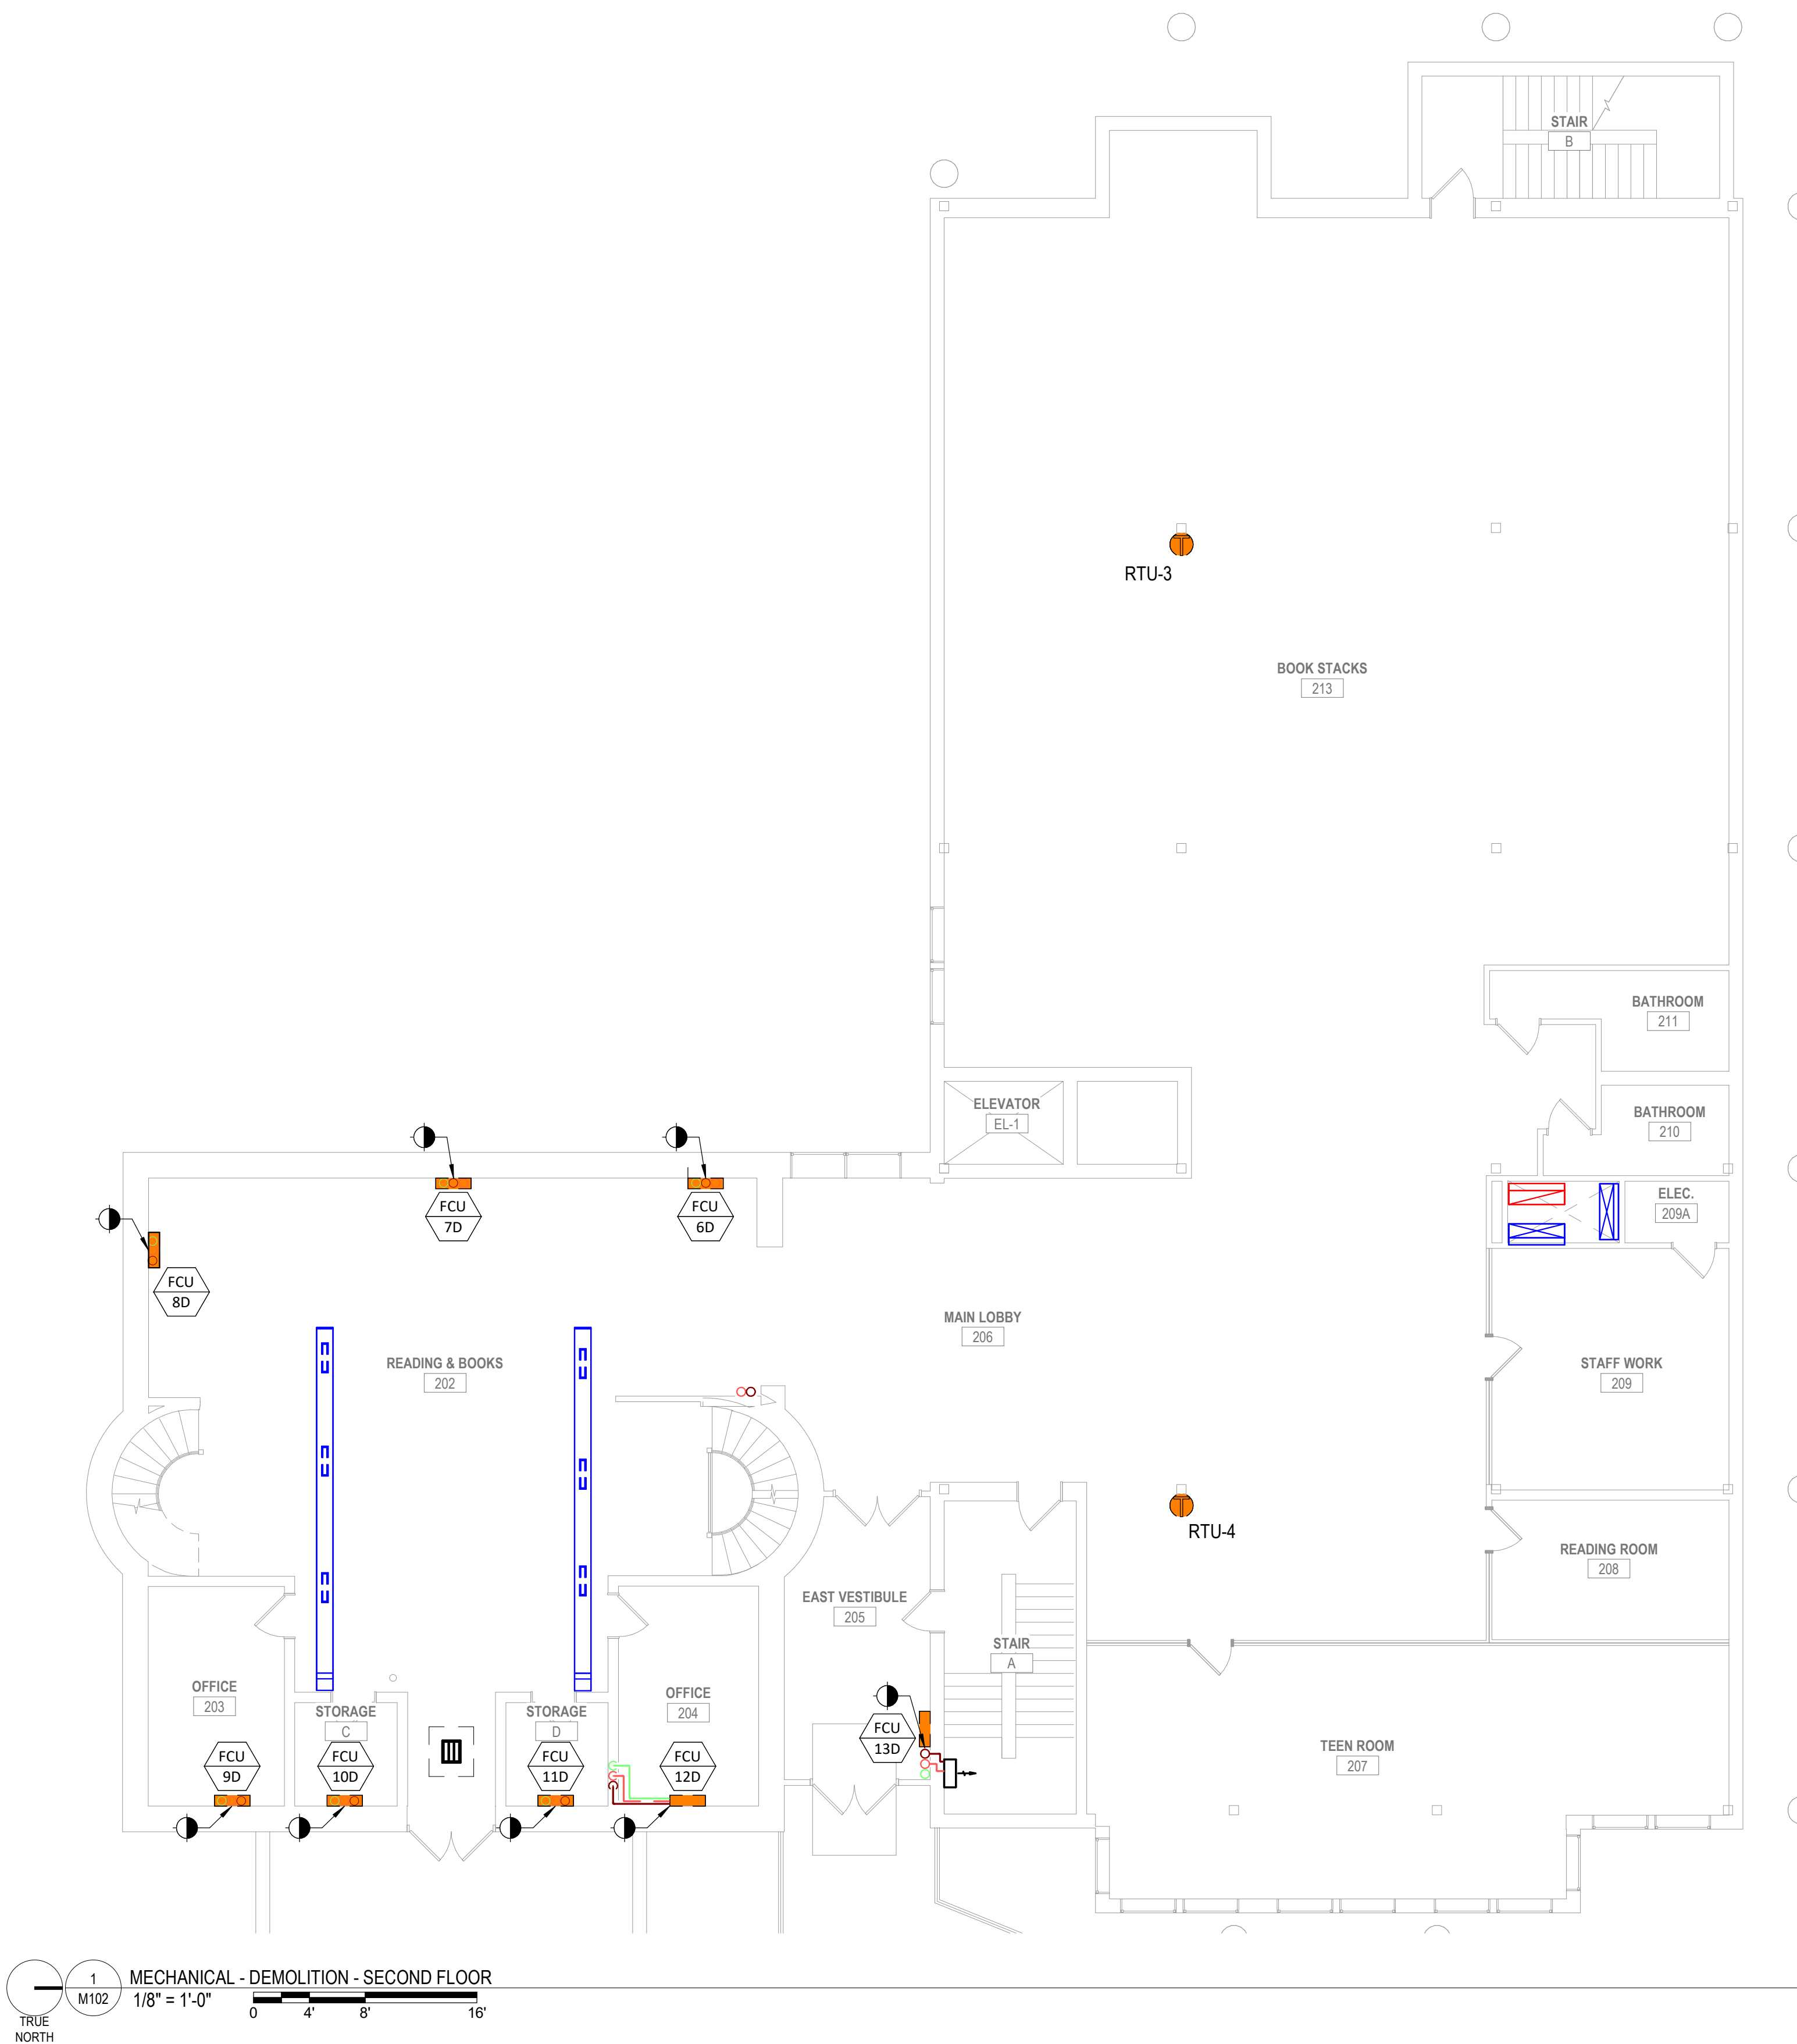 STAIR
B
RTU-3
BOOK STACKS
213
BATHROOM
211
ELEVATOR
EL-1
BATHROOM
210
ELEC.
209A
FCU
7D
FCU
6D
FCU
8D
MAIN LOBBY
206
READING & BOOKS
202
STAFF WORK
209
RTU-4
READING ROOM
208
EAST VESTIBULE
205
STAIR
A
OFFICE
203
STORAGE
C
STORAGE
D
OFFICE
204
FCU
13D
FCU
9D
FCU
10D
FCU
11D
FCU
12D
TEEN ROOM
207
1
M102
MECHANICAL - DEMOLITION - SECOND FLOOR
1/8" = 1'-0"
0 4' 8' 16'
TRUE
NORTH